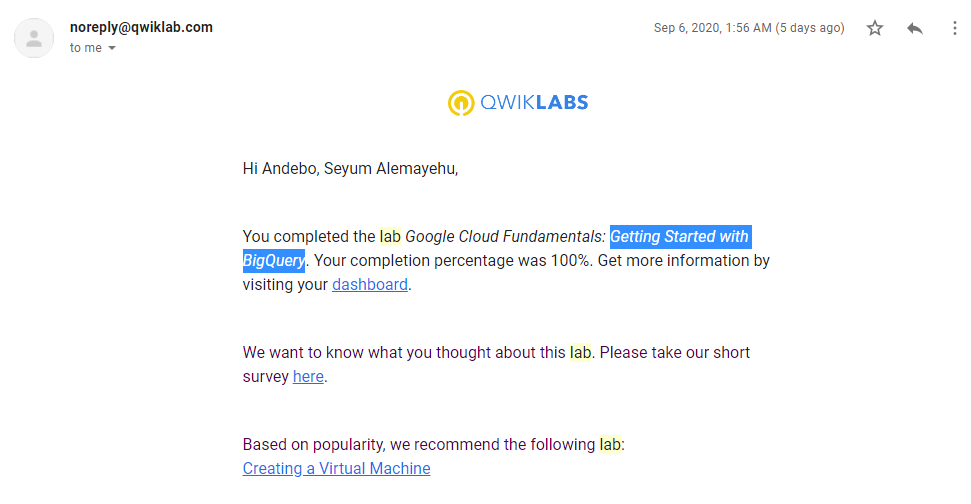 noreply@qwiklab.com
Sep 6, 2020, 1:56 AM (5 days ago)
to me
QWIKLABS
Hi Andebo, Seyum Alemayehu,
You completed the lab Google Cloud Fundamentals: Getting Started with
BigQuery. Your completion percentage was 100%. Get more information by
visiting your dashboard.
We want to know what you thought about this lab. Please take our short
survey here.
Based on popularity, we recommend the following lab:
Creating a Virtual Machine